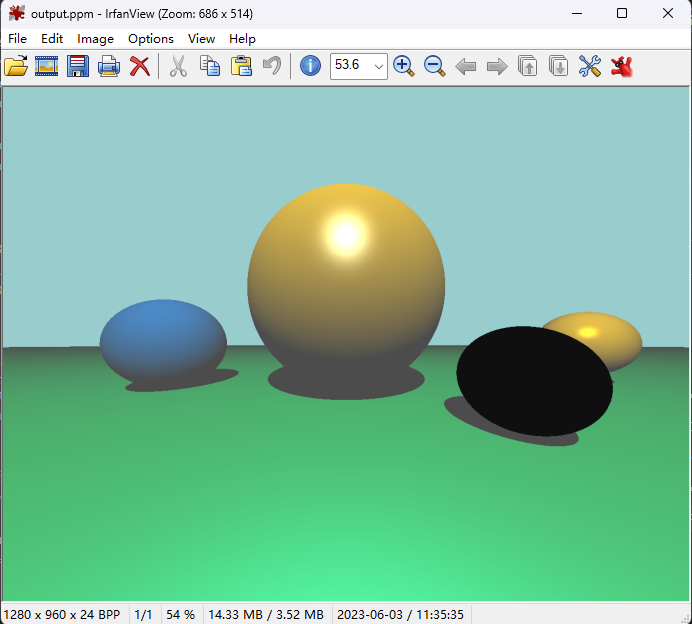 output.ppm - IrfanView (Zoom: 686 x 514)
File Edit Image Options View Help
53.6
1280 x 960 x 24 BPP 1/1 54 % 14.33 MB / 3.52 MB 2023-06-03 / 11:35:35